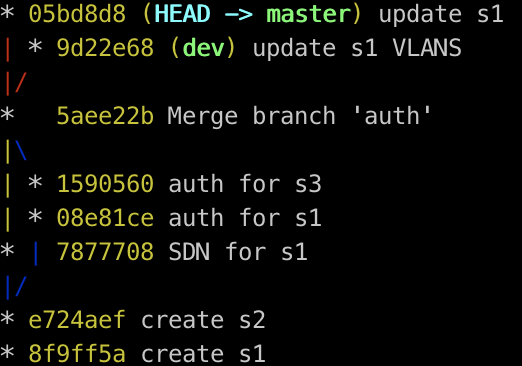 * 05bd8d8 (HEAD -> master) update s1
| * 9d22e68 (dev) update s1 VLANS
|/
*   5aee22b Merge branch 'auth'
|\
| * 1590560 auth for s3
| * 08e81ce auth for s1
* | 7877708 SDN for s1
|/
* e724aef create s2
* 8f9ff5a create s1